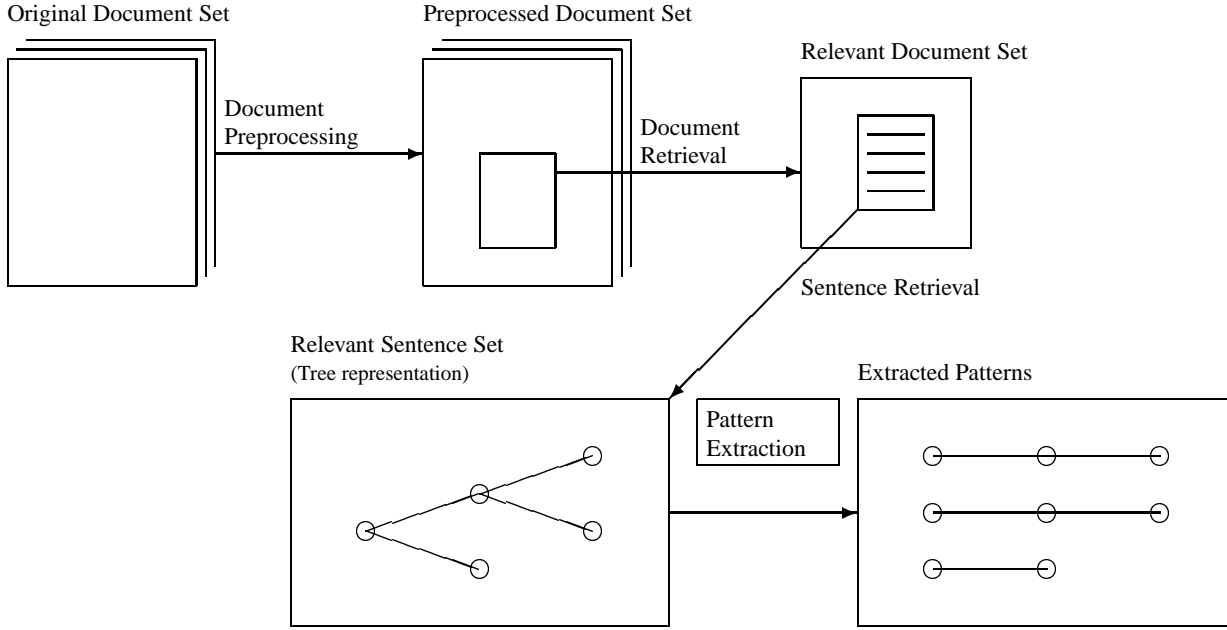 Original Document Set
Preprocessed Document Set
Relevant Document Set
Document
Preprocessing
Document
Retrieval
Sentence Retrieval
Relevant Sentence Set
(Tree representation)
Extracted Patterns
Pattern
Extraction